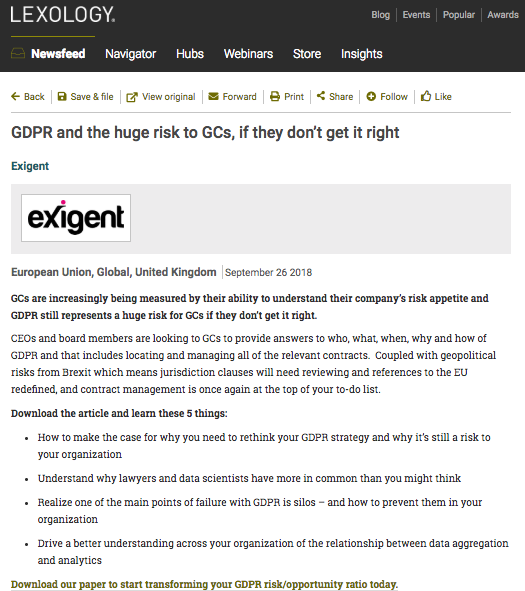 LEXOLOGY.
Blog Events Popular Awards
Newsfeed Navigator Hubs Webinars Store Insights
Back Save & file View original Forward Print Share Follow Like
GDPR and the huge risk to GCs, if they don't get it right
Exigent
exigent
European Union, Global, United Kingdom September 26 2018
GCs are increasingly being measured by their ability to understand their company's risk appetite and
GDPR still represents a huge risk for GCs if they don't get it right.
CEOs and board members are looking to GCs to provide answers to who, what, when, why and how of
GDPR and that includes locating and managing all of the relevant contracts. Coupled with geopolitical
risks from Brexit which means jurisdiction clauses will need reviewing and references to the EU
redefined, and contract management is once again at the top of your to-do list.
Download the article and learn these 5 things:
• How to make the case for why you need to rethink your GDPR strategy and why it's still a risk to
your organization
• Understand why lawyers and data scientists have more in common than you might think
• Realize one of the main points of failure with GDPR is silos – and how to prevent them in your
organization
• Drive a better understanding across your organization of the relationship between data aggregation
and analytics
Download our paper to start transforming your GDPR risk/opportunity ratio today.